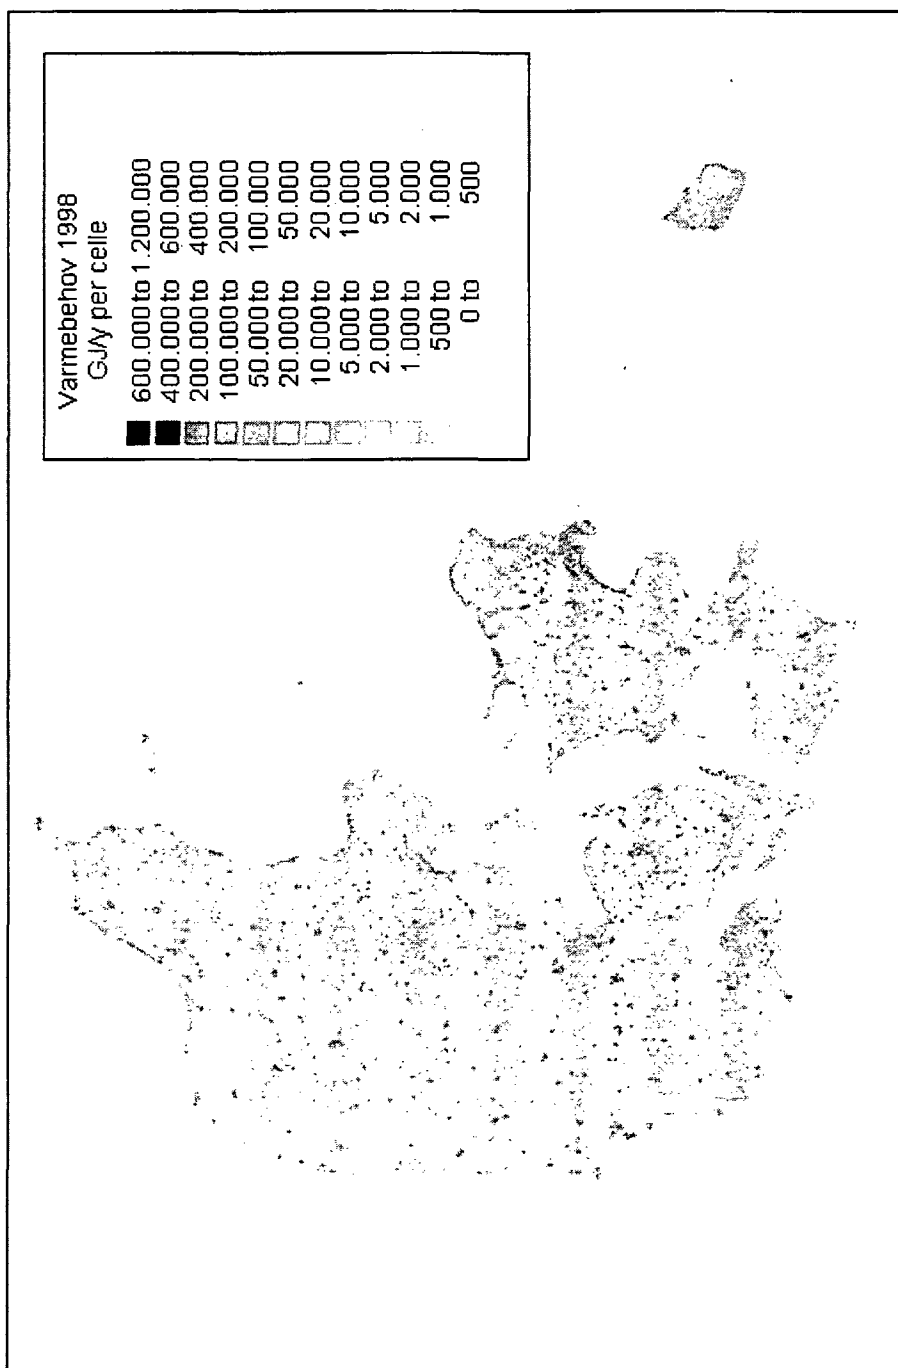 Varmebehov 1998
GJ/y per celle
600.000 to 1.200.000
400.000 to 600.000
200.000 to 400.000
100.000 to 200.000
50.000 to 100.000
20.000 to 50.000
10.000 to 20.000
5.000 to 10.000
2.000 to 5.000
1.000 to 2.000
500 to 1.000
0 to 500